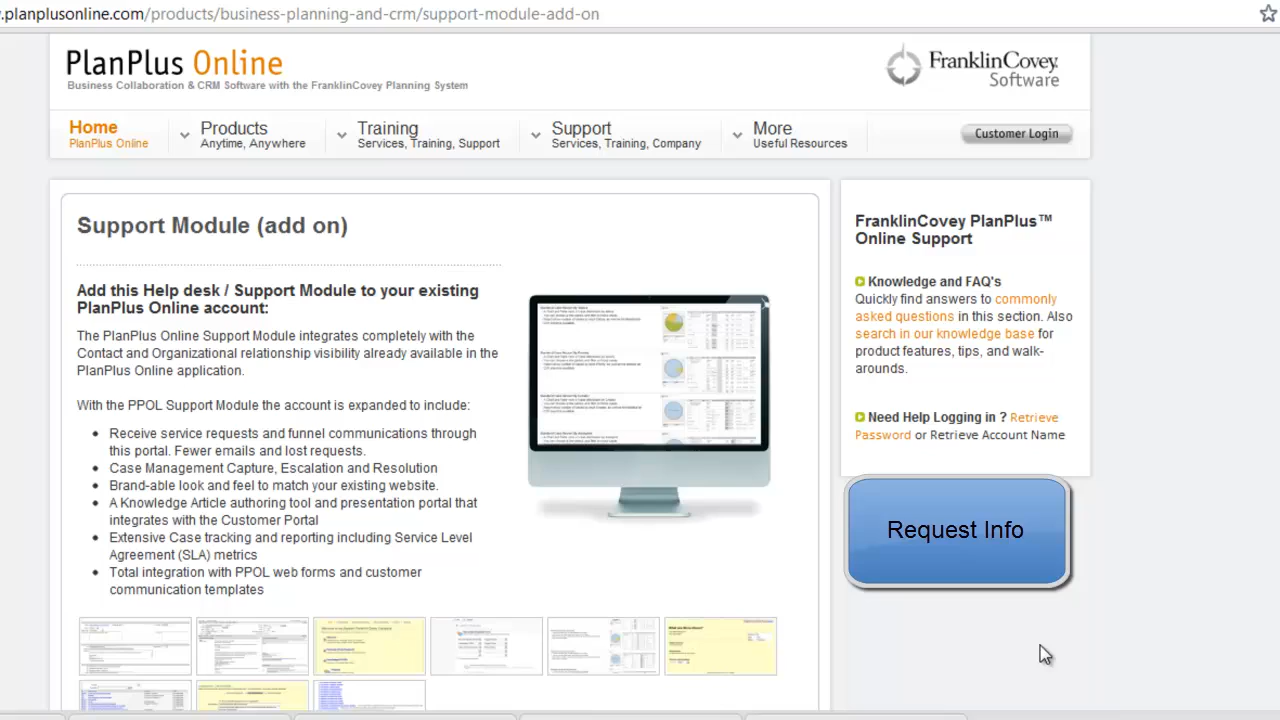 .planplusonline.com/products/business-planning-and-crm/support-module-add-on
PlanPlus Online
Business Collaboration & CRM Software with the FranklinCovey Planning System
FranklinCovey
Software
Home
PlanPlus Online
Products
Anytime, Anywhere
Training
Services, Training, Support
Support
Services, Training, Company
More
Useful Resources
Customer Login
Support Module (add on)
Add this Help desk / Support Module to your existing
PlanPlus Online account:
The PlanPlus Online Support Module integrates completely with the
Contact and Organizational relationship visibility already available in the
PlanPlus Online application.
With the PPOL Support Module the account is expanded to include:
Receive service requests and funnel communications through
this portal. Fewer emails and lost requests.
Case Management Capture, Escalation and Resolution
Brand-able look and feel to match your existing website.
A Knowledge Article authoring tool and presentation portal that
integrates with the Customer Portal
Extensive Case tracking and reporting including Service Level
Agreement (SLA) metrics
Total integration with PPOL web forms and customer
communication templates
FranklinCovey PlanPlus™
Online Support
Knowledge and FAQ's
Quickly find answers to commonly
asked questions in this section. Also
search in our knowledge base for
product features, tips, and walk-
arounds.
Need Help Logging in ? Retrieve
Password or Retrieve Account Name
Request Info